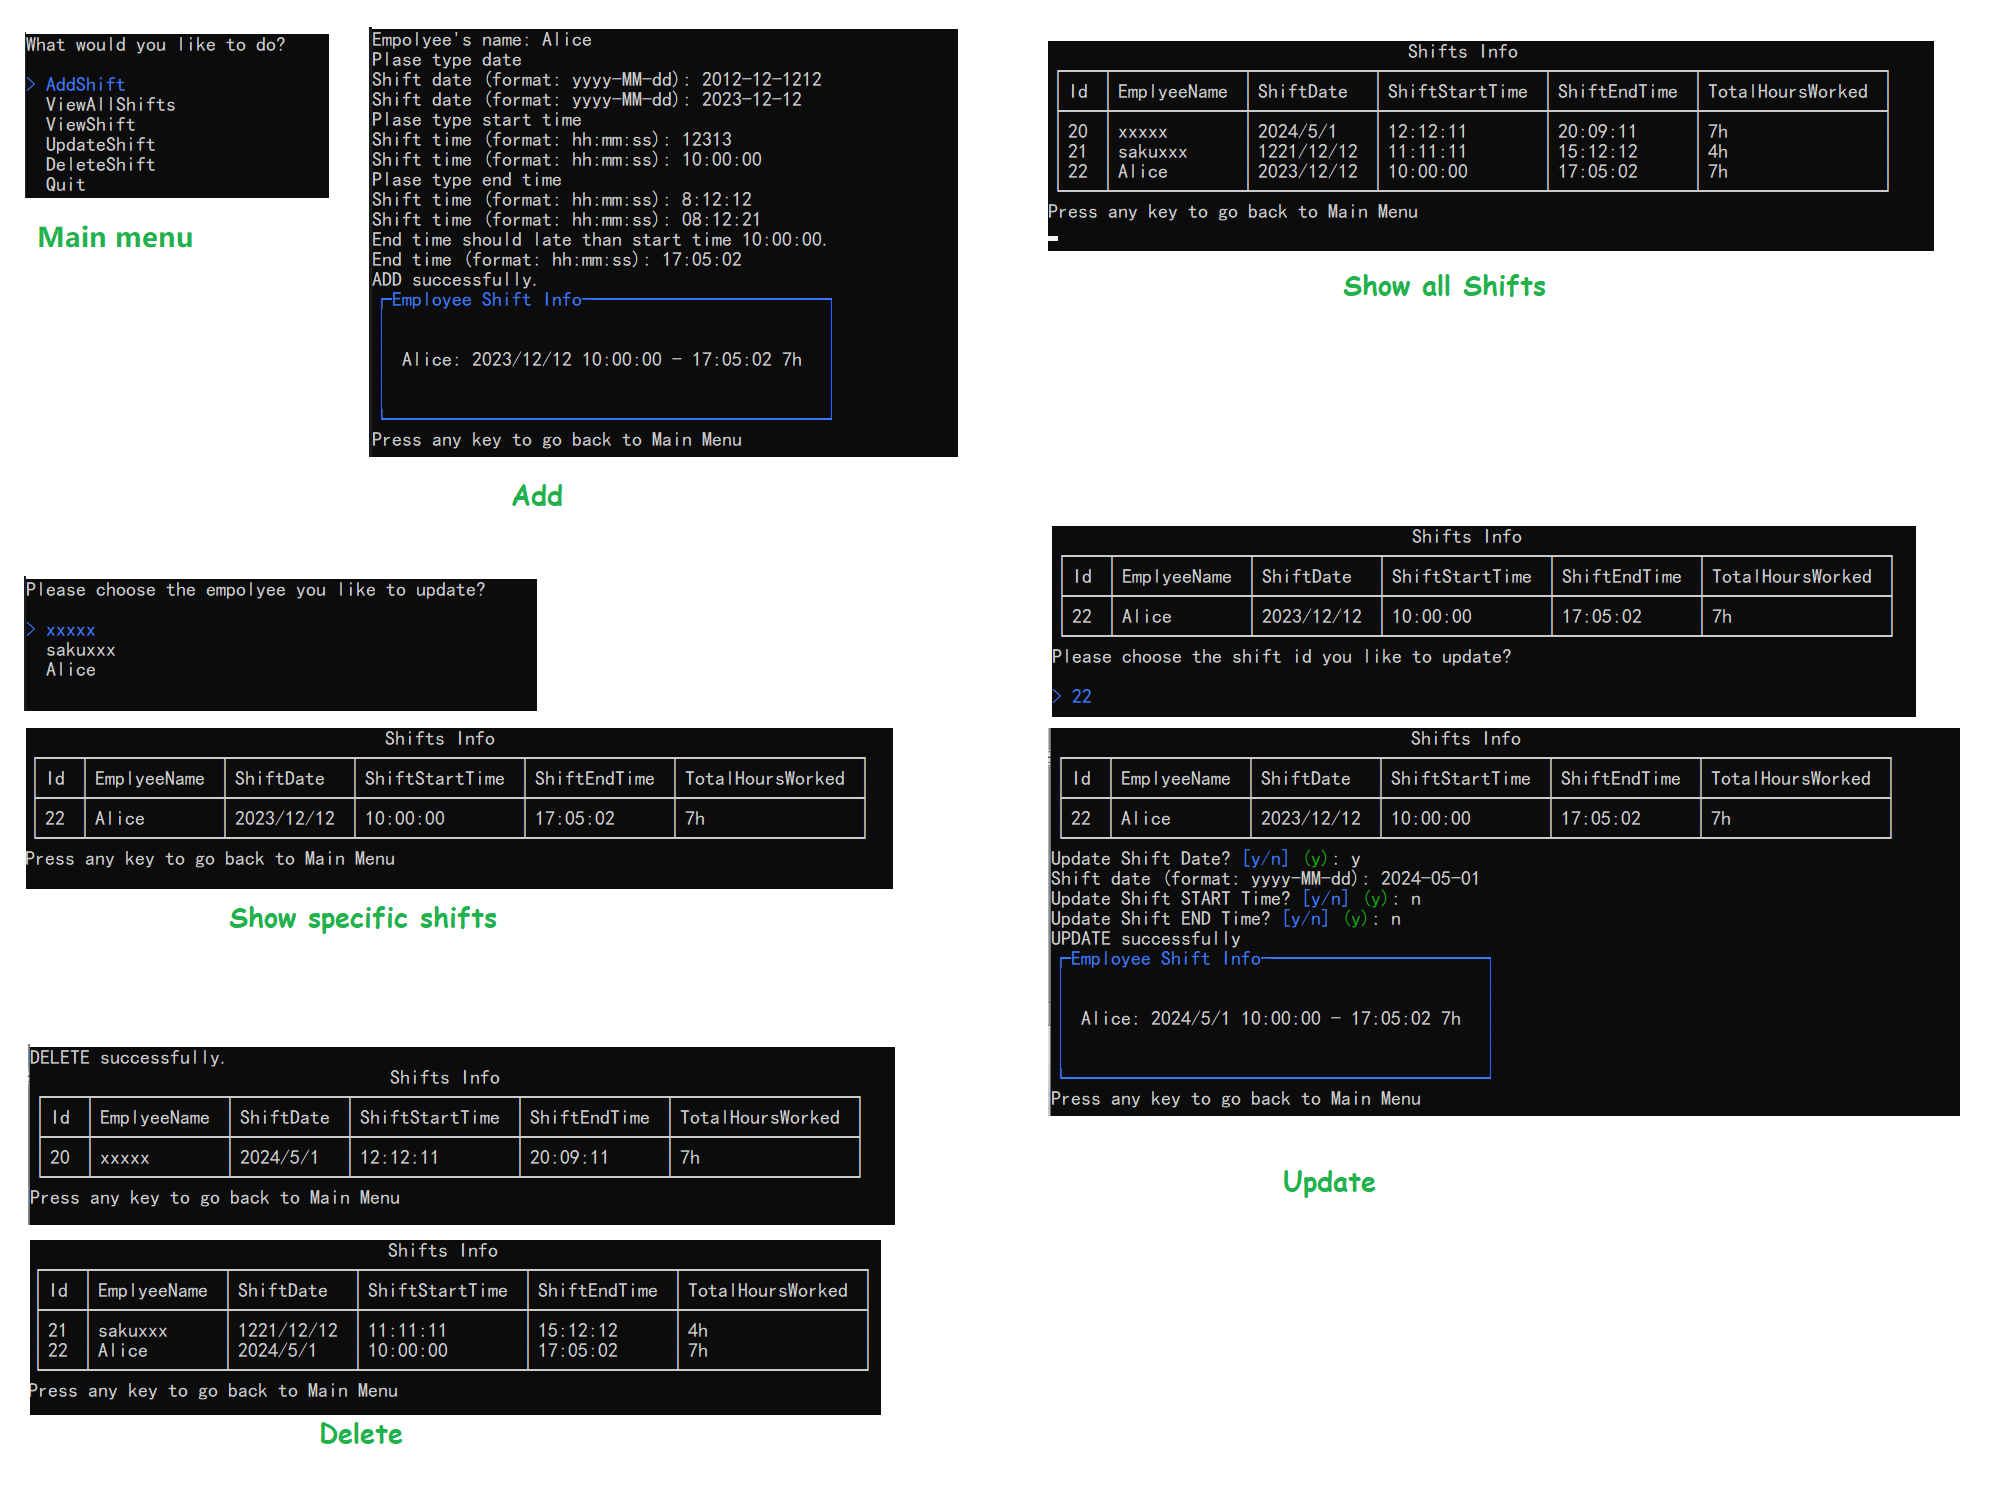 What would you like to do?
> AddShift
ViewAllShifts
ViewShift
UpdateShift
DeleteShift
Quit
Main menu
Empolyee's name: Alice
Plase type date
Shift date (format: yyyy-MM-dd): 2012-12-1212
Shift date (format: yyyy-MM-dd): 2023-12-12
Plase type start time
Shift time (format: hh:mm:ss): 12313
Shift time (format: hh:mm:ss): 10:00:00
Plase type end time
Shift time (format: hh:mm:ss): 8:12:12
Shift time (format: hh:mm:ss): 08:12:21
End time should late than start time 10:00:00.
End time (format: hh:mm:ss): 17:05:02
ADD successfully.
Employee Shift Info
Alice: 2023/12/12 10:00:00 - 17:05:02 7h
Press any key to go back to Main Menu
Add
Shifts Info
Id EmplyeeName ShiftDate ShiftStartTime ShiftEndTime TotalHoursWorked
20 xxxxx 2024/5/1 12:12:11 20:09:11 7h
21 sakuxxx 1221/12/12 11:11:11 15:12:12 4h
22 Alice 2023/12/12 10:00:00 17:05:02 7h
Press any key to go back to Main Menu
Show all Shifts
Please choose the empolyee you like to update?
> xxxxx
sakuxxx
Alice
Shifts Info
Id EmplyeeName ShiftDate ShiftStartTime ShiftEndTime TotalHoursWorked
22 Alice 2023/12/12 10:00:00 17:05:02 7h
Press any key to go back to Main Menu
Show specific shifts
Shifts Info
Id EmplyeeName ShiftDate ShiftStartTime ShiftEndTime TotalHoursWorked
22 Alice 2023/12/12 10:00:00 17:05:02 7h
Please choose the shift id you like to update?
> 22
Shifts Info
Id EmplyeeName ShiftDate ShiftStartTime ShiftEndTime TotalHoursWorked
22 Alice 2023/12/12 10:00:00 17:05:02 7h
Update Shift Date? [y/n] (y): y
Shift date (format: yyyy-MM-dd): 2024-05-01
Update Shift START Time? [y/n] (y): n
Update Shift END Time? [y/n] (y): n
UPDATE successfully
Employee Shift Info
Alice: 2024/5/1 10:00:00 - 17:05:02 7h
Press any key to go back to Main Menu
Update
DELETE successfully.
Shifts Info
Id EmplyeeName ShiftDate ShiftStartTime ShiftEndTime TotalHoursWorked
20 xxxxx 2024/5/1 12:12:11 20:09:11 7h
Press any key to go back to Main Menu
Shifts Info
Id EmplyeeName ShiftDate ShiftStartTime ShiftEndTime TotalHoursWorked
21 sakuxxx 1221/12/12 11:11:11 15:12:12 4h
22 Alice 2024/5/1 10:00:00 17:05:02 7h
Press any key to go back to Main Menu
Delete